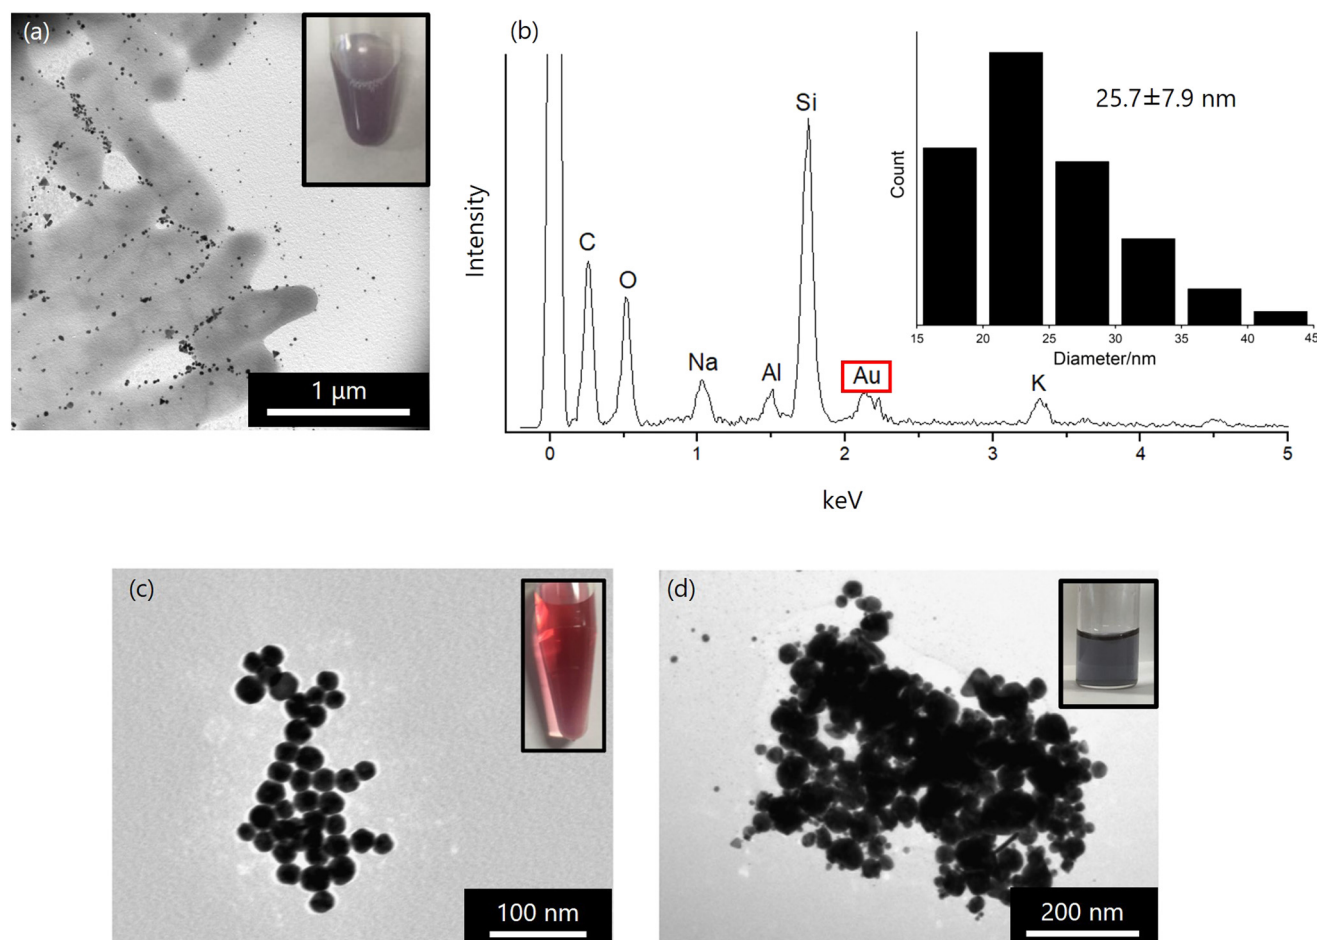 (a)
1 μm
(b)
Intensity
C
O
Na
Al
Si
Au
K
0
1
2
3
4
5
keV
25.7±7.9 nm
Count
15
20
25
30
35
40
45
Diameter/nm
(c)
100 nm
(d)
200 nm